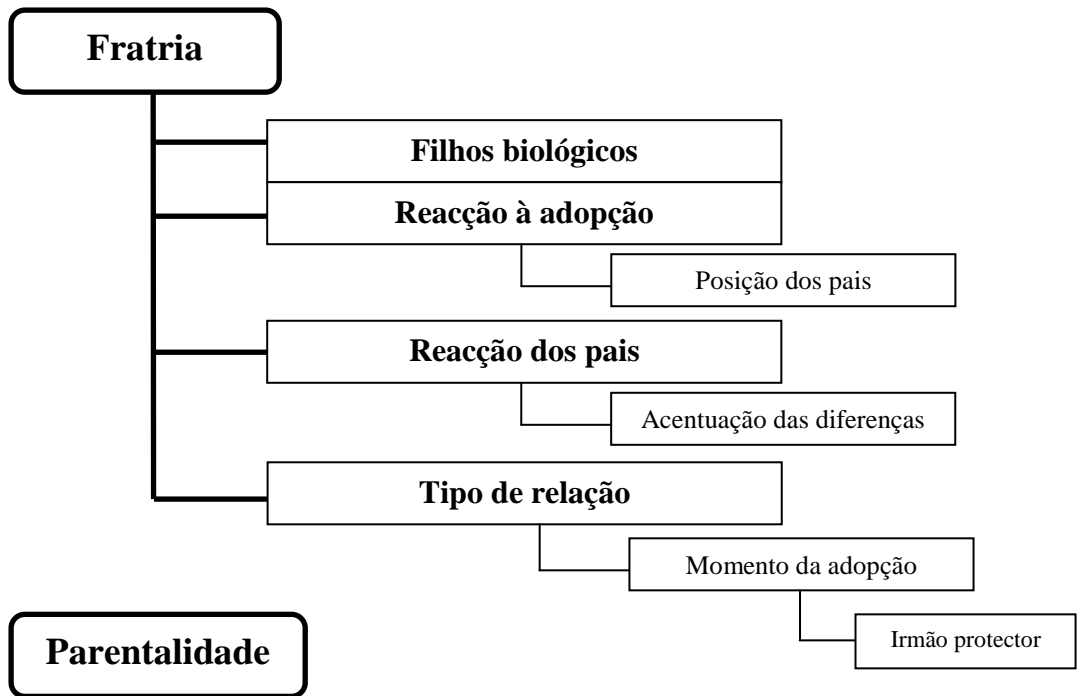 Fratria
Filhos biológicos
Reacção à adopção
Posição dos pais
Reacção dos pais
Acentuação das diferenças
Tipo de relação
Momento da adopção
Irmão protector
Parentalidade